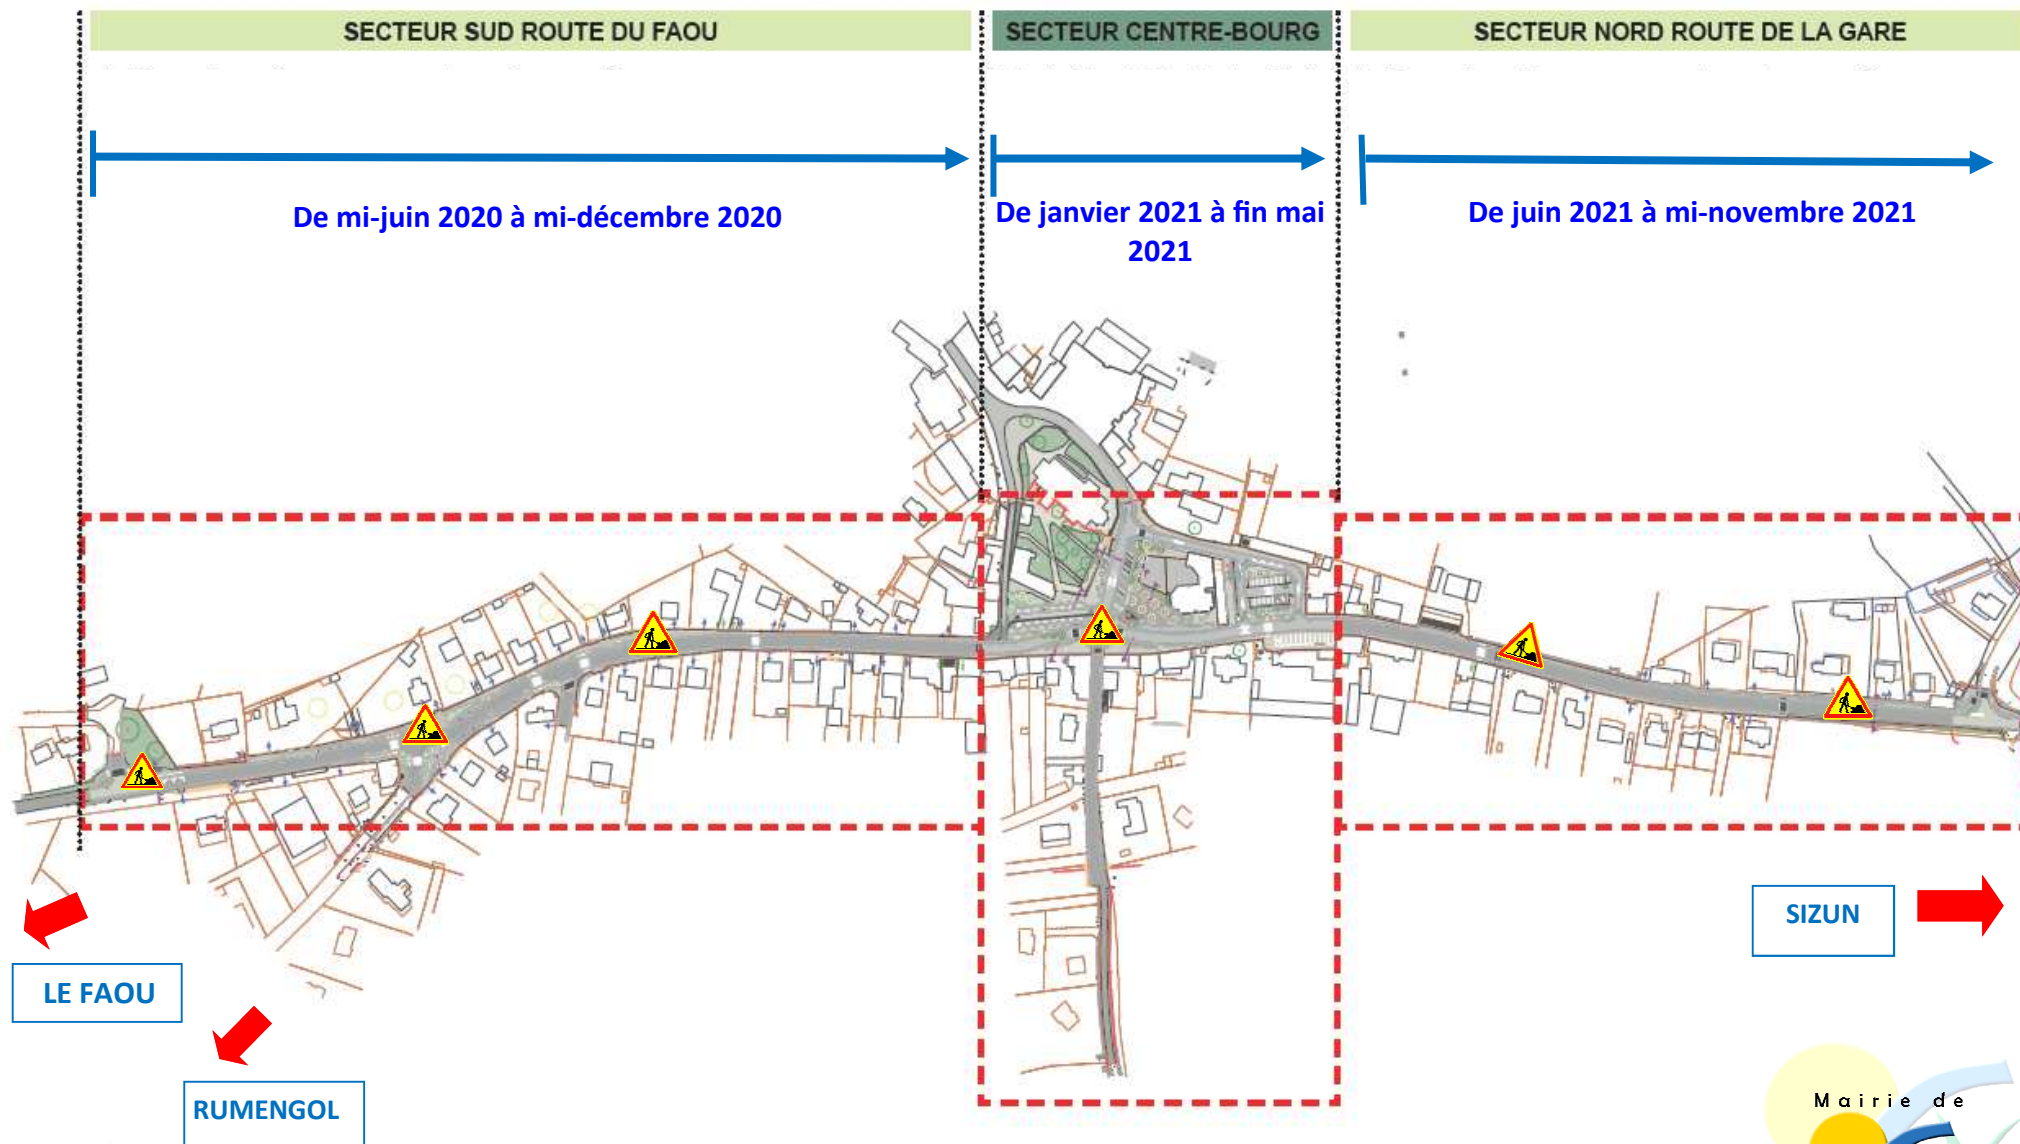 SECTEUR SUD ROUTE DU FAOU
SECTEUR CENTRE-BOURG
SECTEUR NORD ROUTE DE LA GARE
De mi-juin 2020 à mi-décembre 2020
De janvier 2021 à fin mai
2021
De juin 2021 à mi-novembre 2021
SIZUN
LE FAOU
RUMENGOL
Mairie de